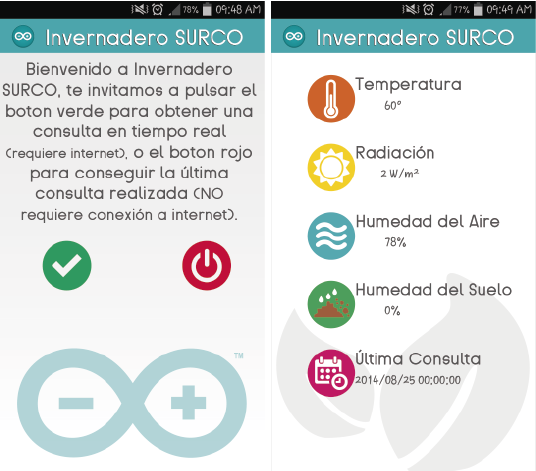 78% 09:48 AM
Invernadero SURCO
Bienvenido a Invernadero
SURCO, te invitamos a pulsar el
boton verde para obtener una
consulta en tiempo real
(requiere internet), o el boton rojo
para conseguir la última
consulta realizada (NO
requiere conexión a internet).
TM
77% 09:49 AM
Invernadero SURCO
Temperatura
60°
Radiación
2 W/m²
Humedad del Aire
78%
Humedad del Suelo
0%
Última Consulta
2014/08/25 00:00:00